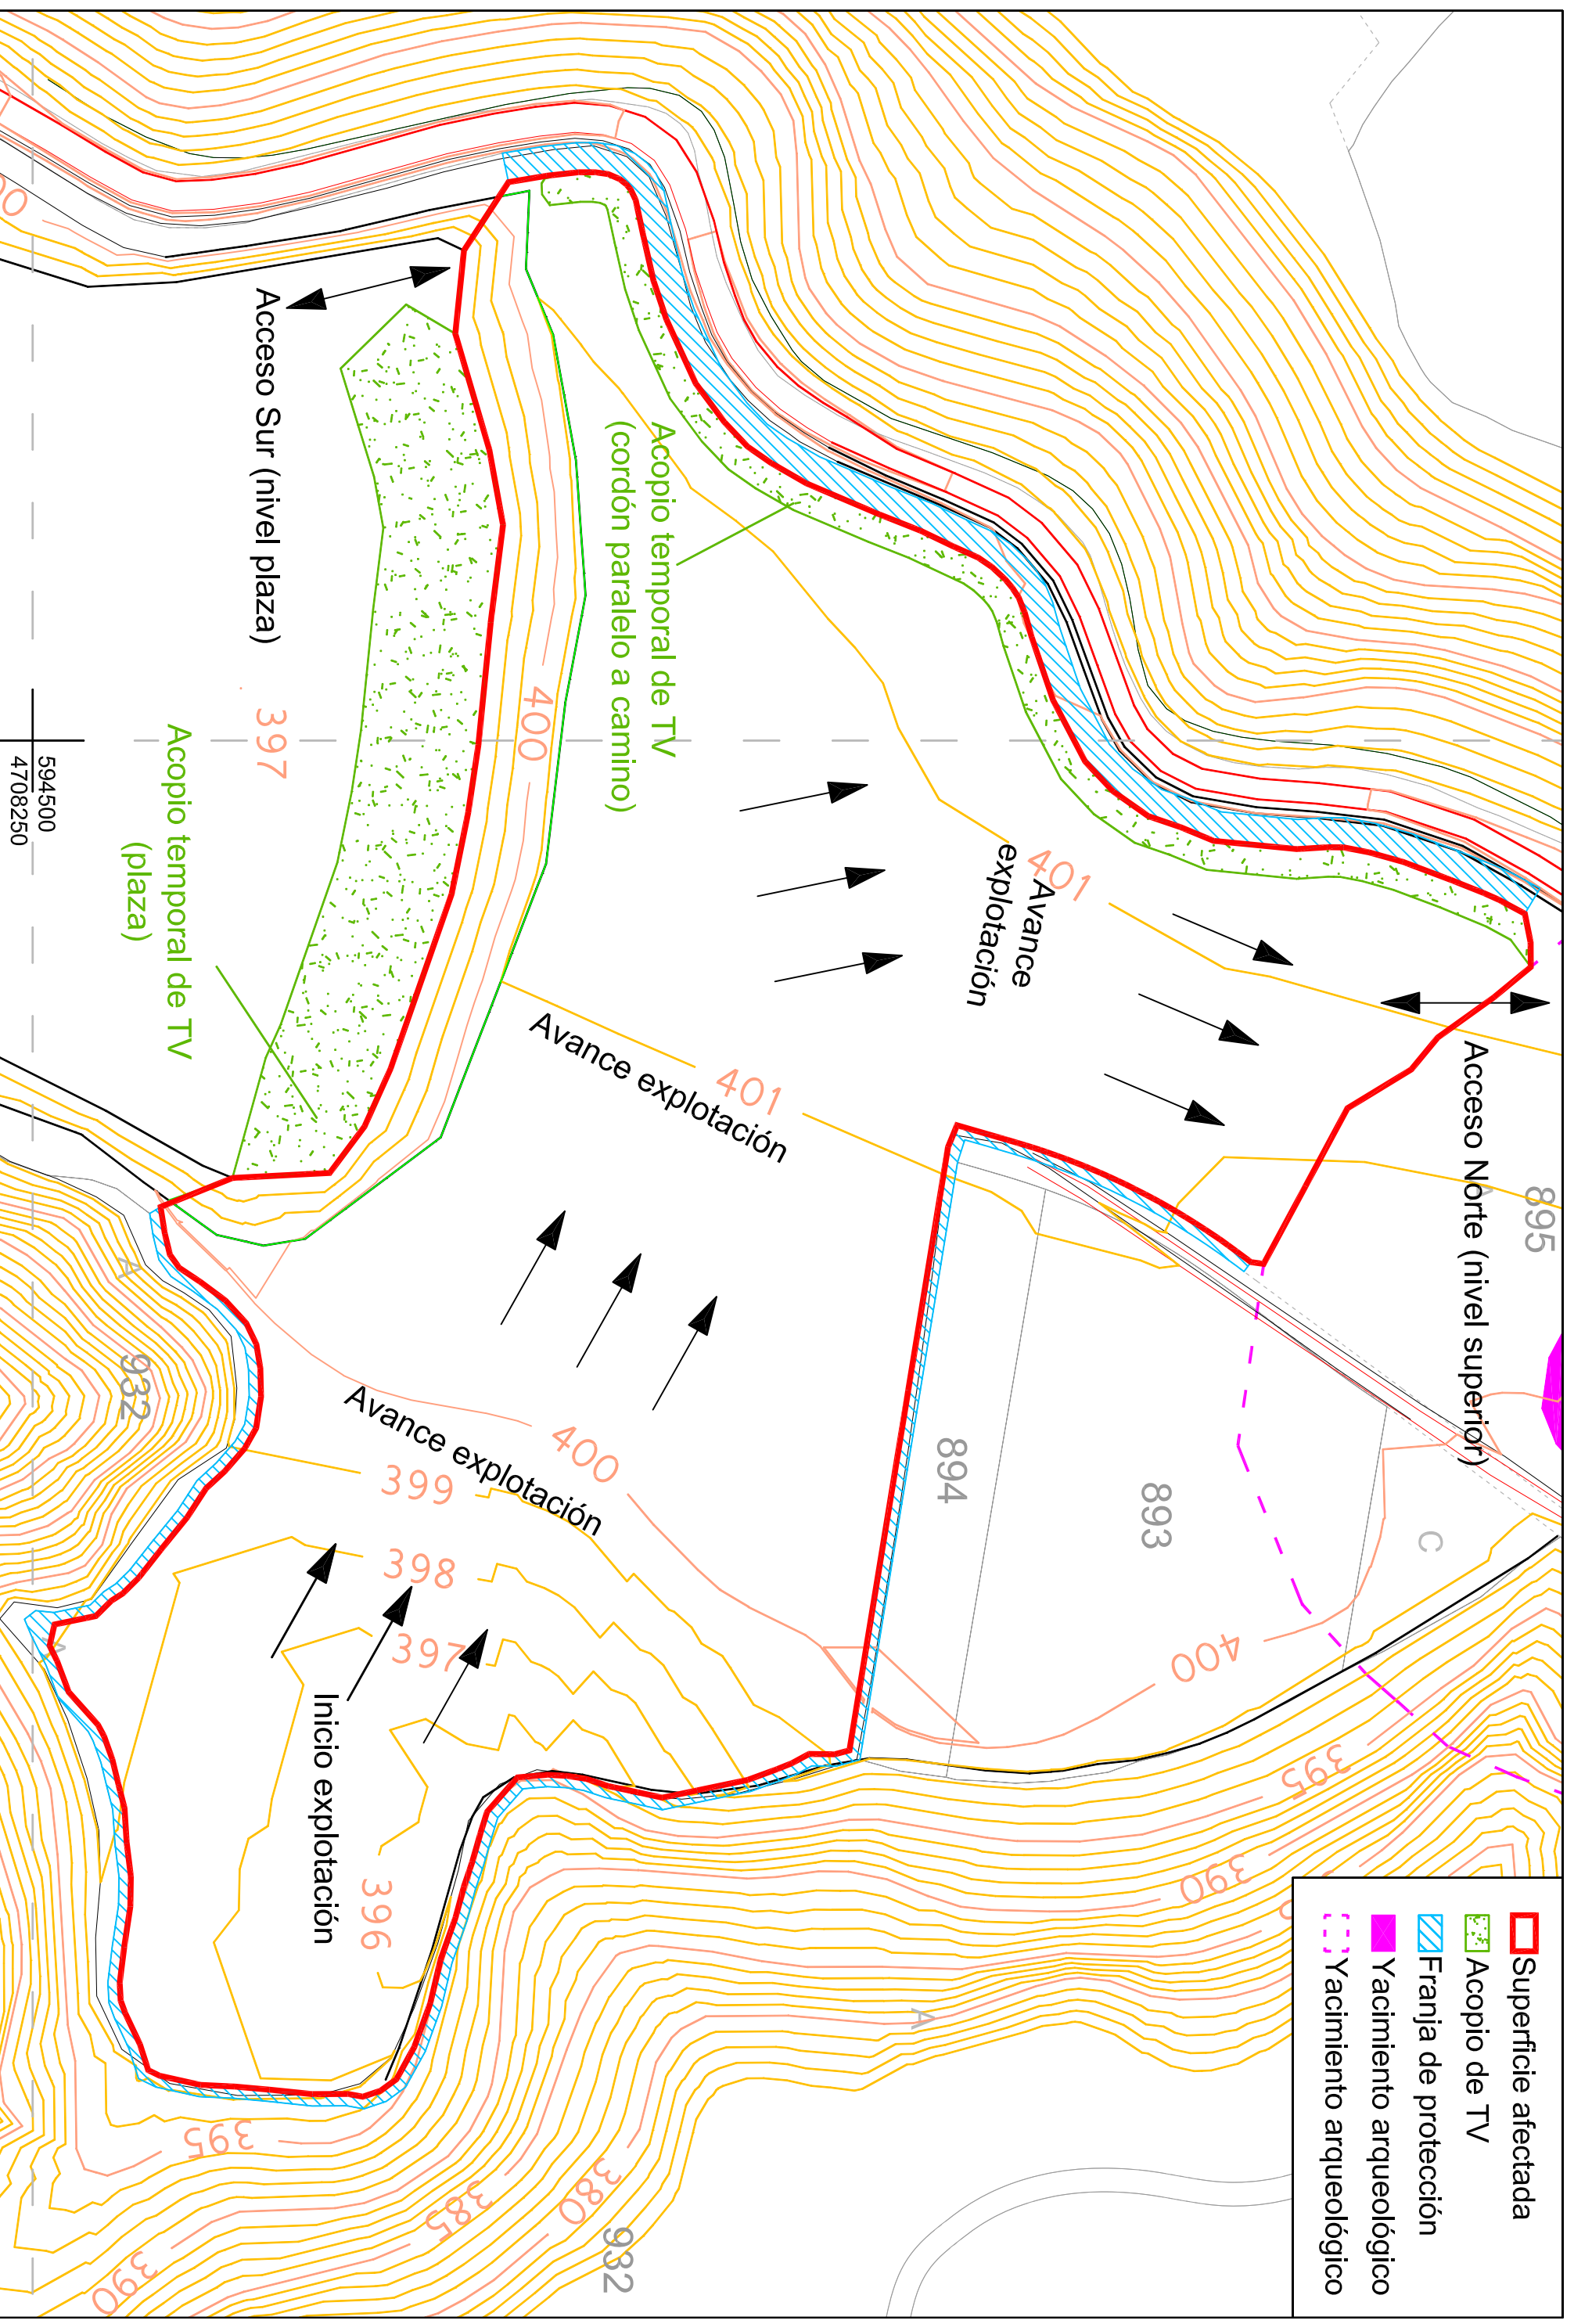 Superficie afectada
Acopio de TV
Franja de protección
Yacimiento arqueológico
Yacimiento arqueológico
Acceso Norte (nivel superior)
895
A
C
893
894
400
395
390
401
Avance
explotación
401
Avance explotación
Acopio temporal de TV
(cordón paralelo a camino)
400
Acceso Sur (nivel plaza)
397
Acopio temporal de TV
(plaza)
594500
4708250
400
Avance explotación
399
398
397
396
Inicio explotación
932
A
A
A
932
395
385
380
390
00